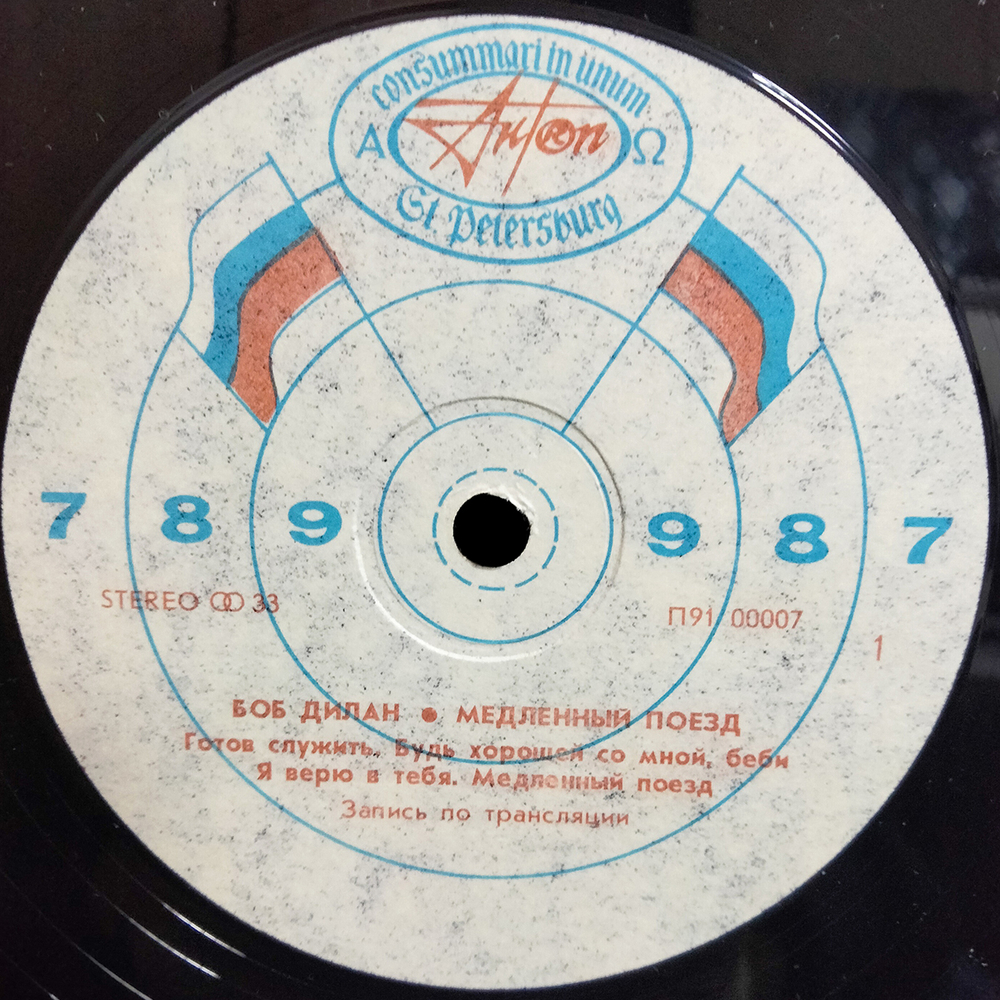 consummari in unum
Α Ω
St. Petersburg
7 8 9 9 8 7
STEREO 33
П91 00007
1
БОБ ДИЛАН ● МЕДЛЕННЫЙ ПОЕЗД
Готов служить. Будь хорошей со мной, беби
Я верю в тебя. Медленный поезд
Запись по трансляции